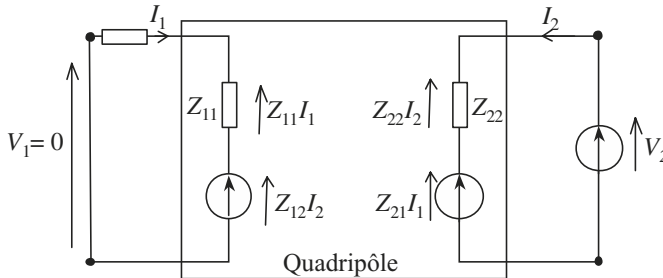 I1
I2
Z11
Z11I1
Z22I2
Z22
V1= 0
V2
Z12I2
Z21I1
Quadripôle